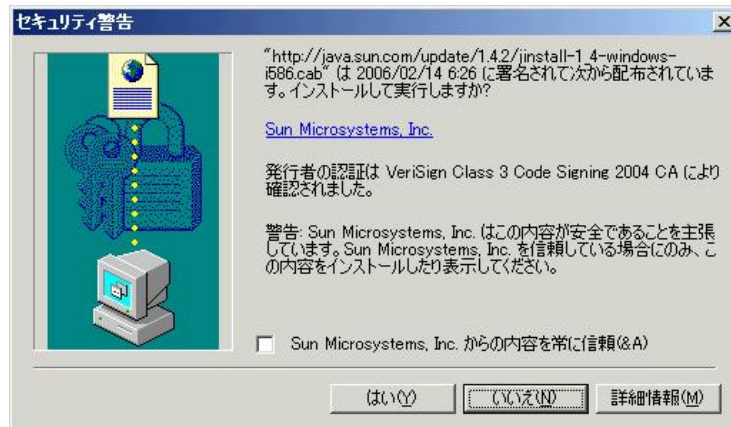 セキュリティ警告
"http://java.sun.com/update/1.4.2/jinstall-1_4-windows-
i586.cab" は 2006/02/14 6:26 に署名されて次から配布されていま
す。インストールして実行しますか?
Sun Microsystems, Inc.
発行者の認証は VeriSign Class 3 Code Signing 2004 CA により
確認されました。
警告: Sun Microsystems, Inc. はこの内容が安全であることを主張
しています。Sun Microsystems, Inc. を信頼している場合にのみ、こ
の内容をインストールしたり表示してください。
Sun Microsystems, Inc. からの内容を常に信頼(&A)
はい(Y)
いいえ(N)
詳細情報(M)